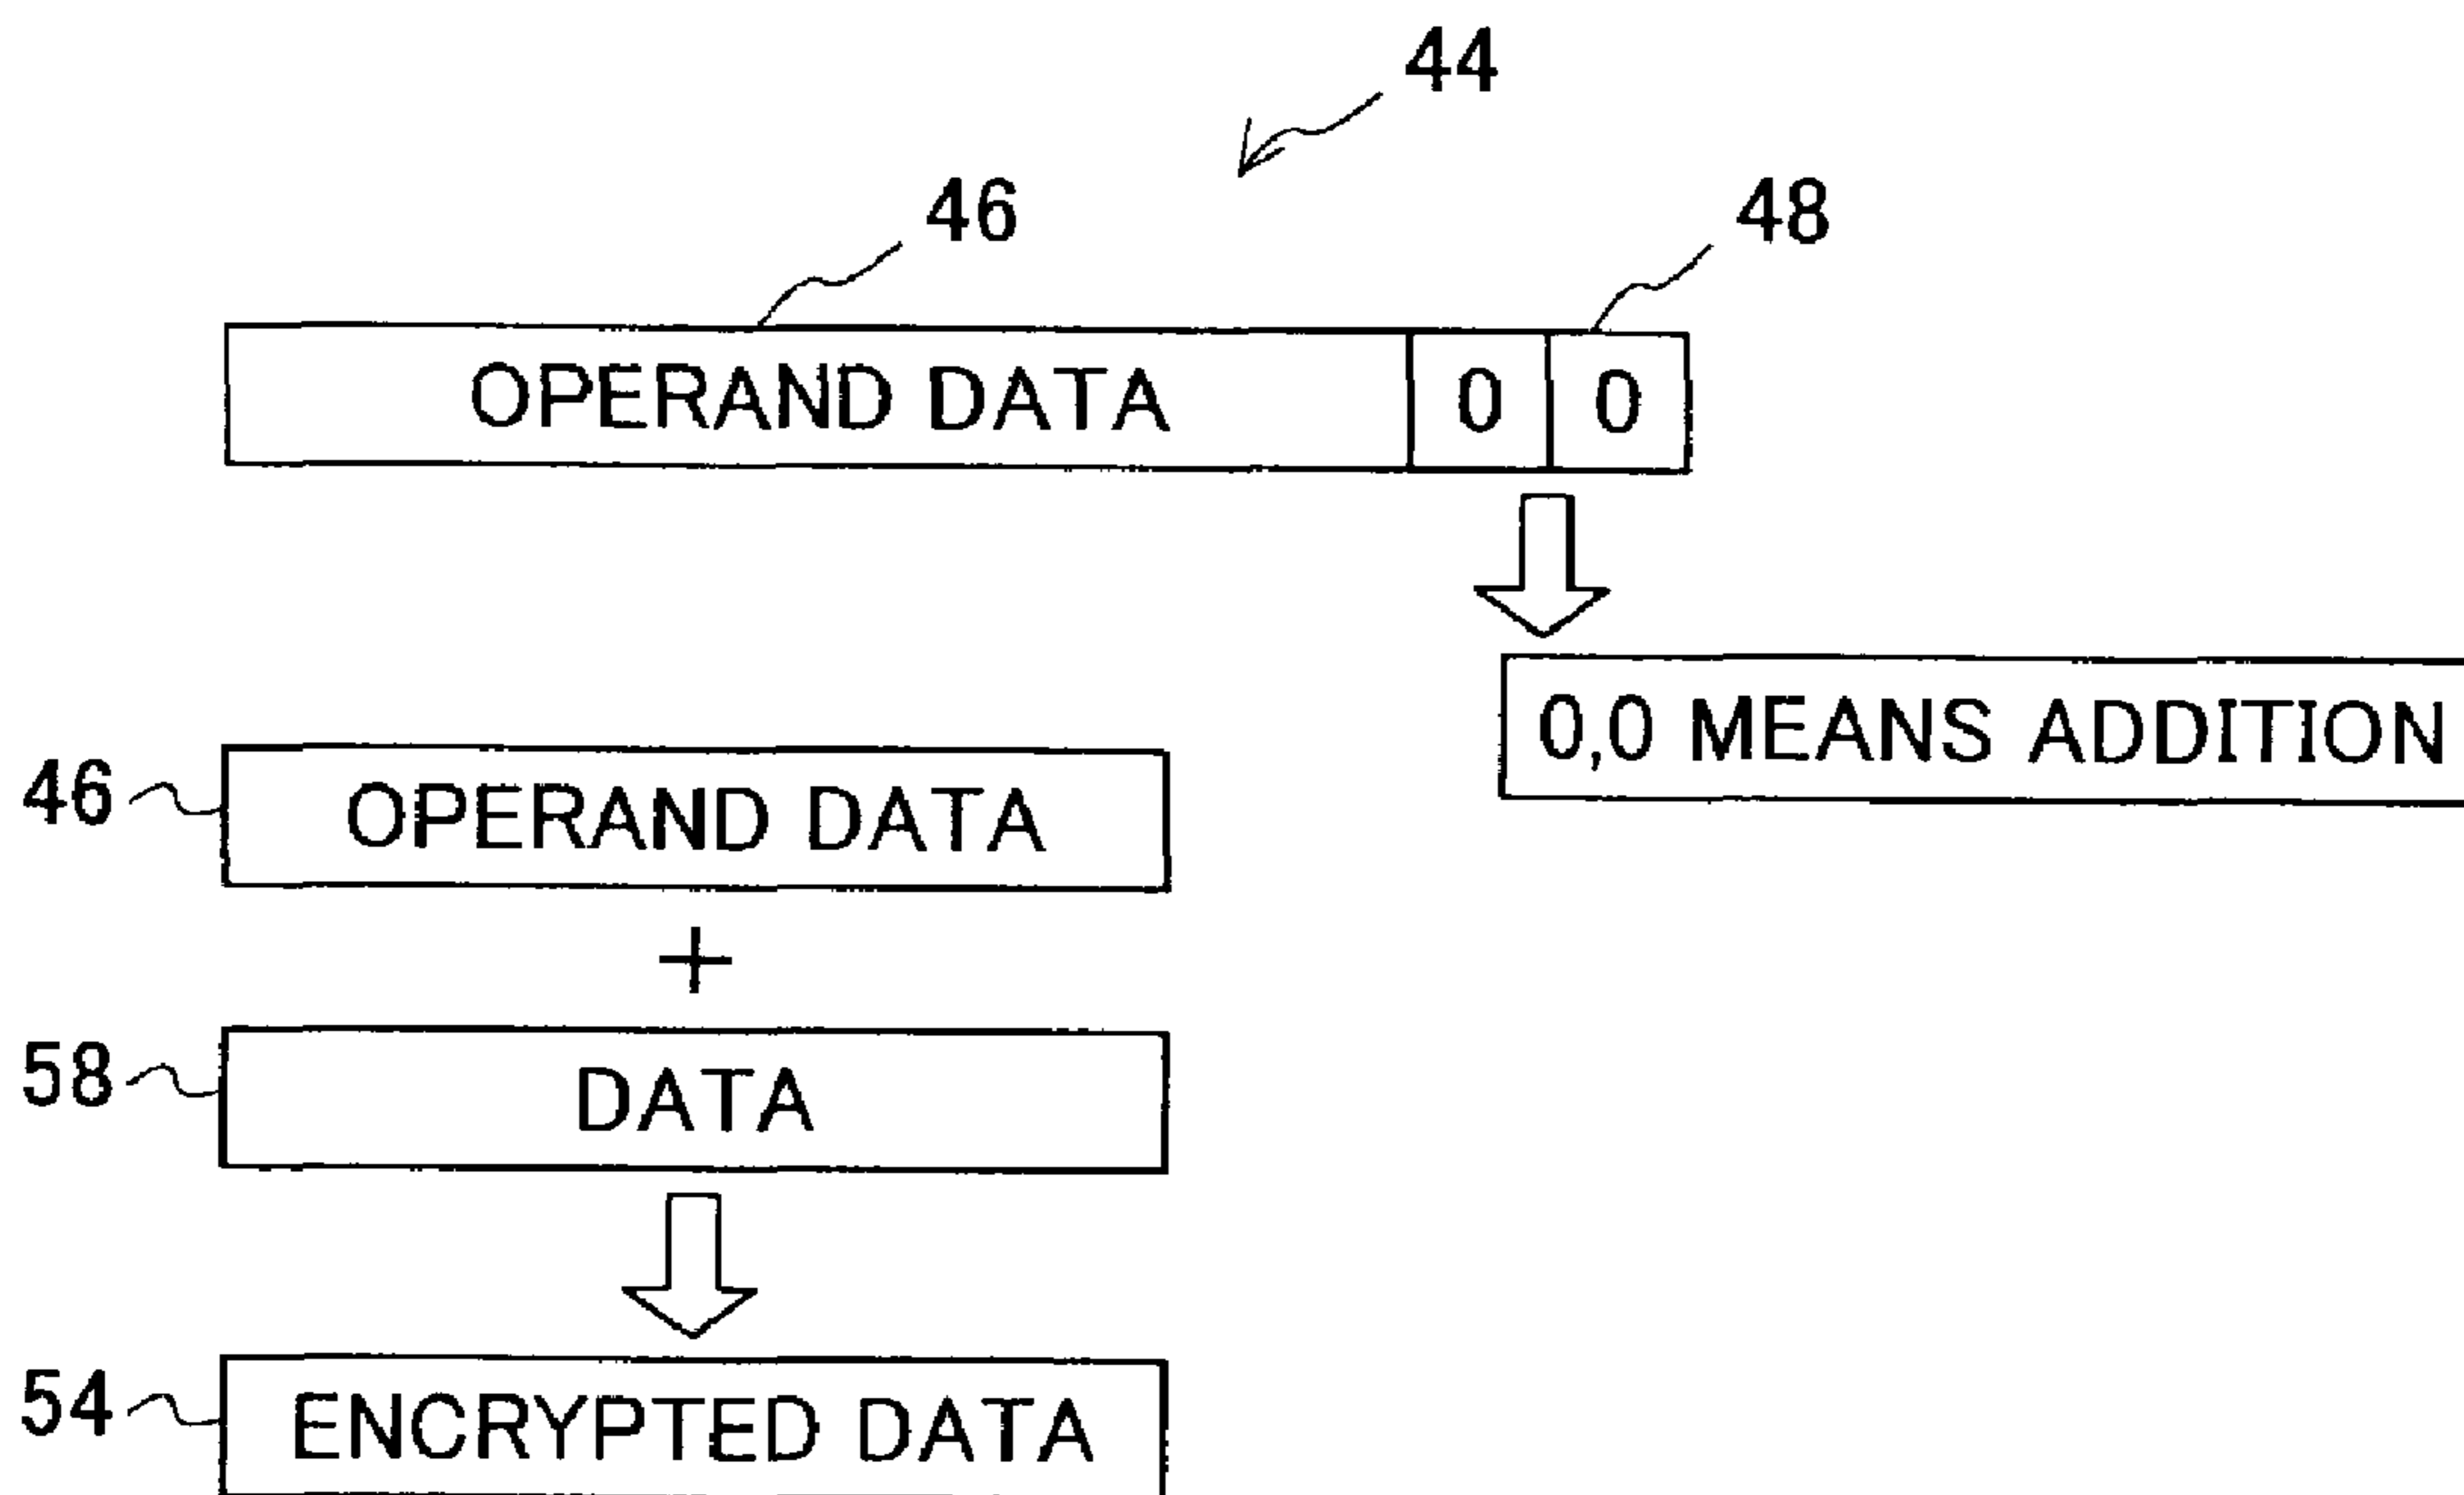 44
46
48
OPERAND DATA 0 0
0,0 MEANS ADDITION
46 OPERAND DATA
+
58 DATA
54 ENCRYPTED DATA